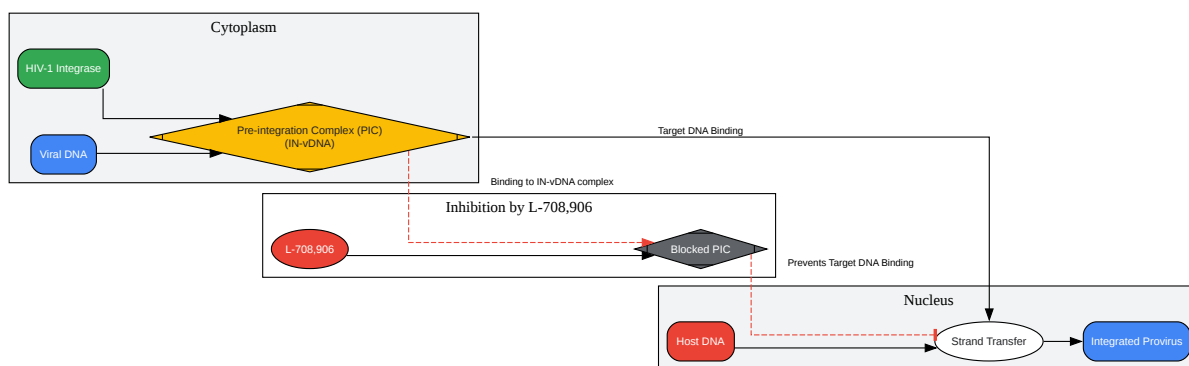 Cytoplasm
HIV-1 Integrase
Pre-integration Complex (PIC)
(IN-vDNA)
Viral DNA
Target DNA Binding
Binding to IN-vDNA complex
Inhibition by L-708,906
L-708,906
Blocked PIC
Prevents Target DNA Binding
Nucleus
Host DNA
Strand Transfer
Integrated Provirus